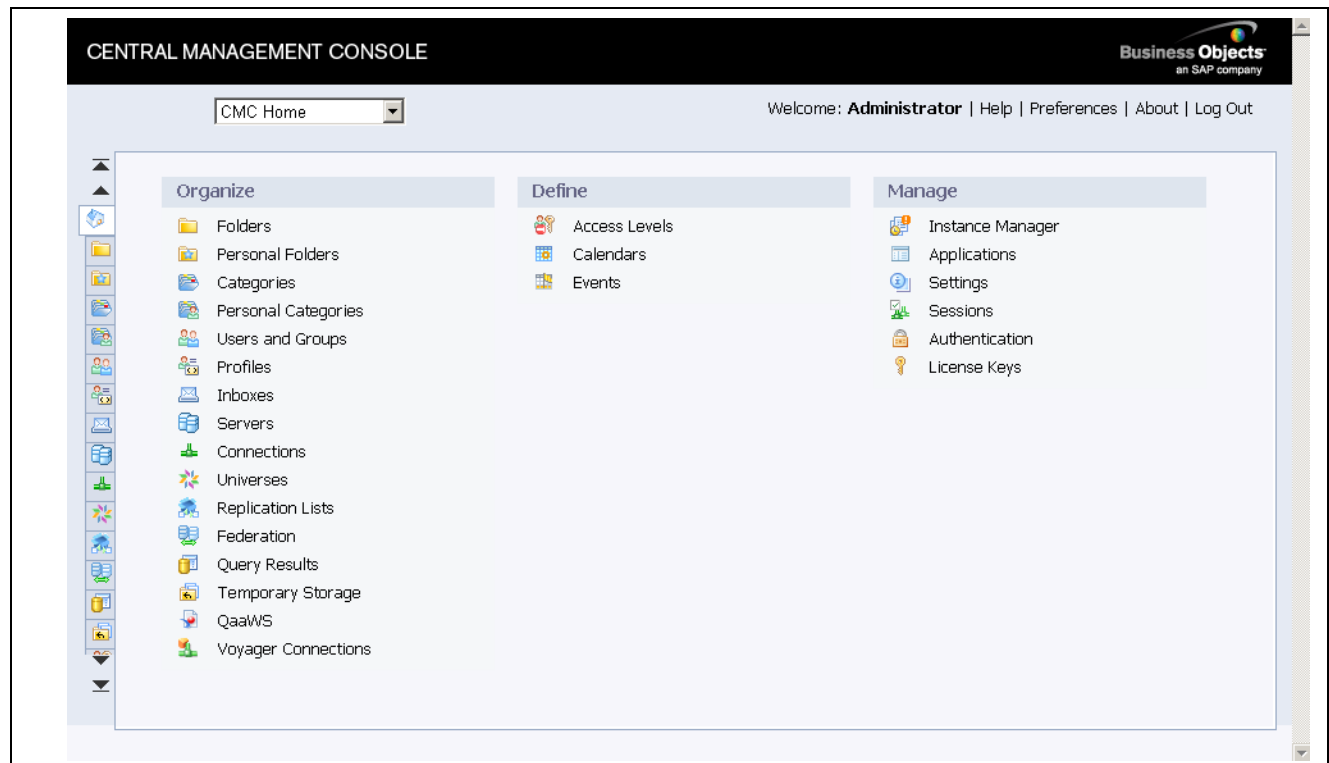 CENTRAL MANAGEMENT CONSOLE
Business Objects
an SAP company
CMC Home
Welcome: Administrator | Help | Preferences | About | Log Out
Organize
Folders
Personal Folders
Categories
Personal Categories
Users and Groups
Profiles
Inboxes
Servers
Connections
Universes
Replication Lists
Federation
Query Results
Temporary Storage
QaaWS
Voyager Connections
Define
Access Levels
Calendars
Events
Manage
Instance Manager
Applications
Settings
Sessions
Authentication
License Keys